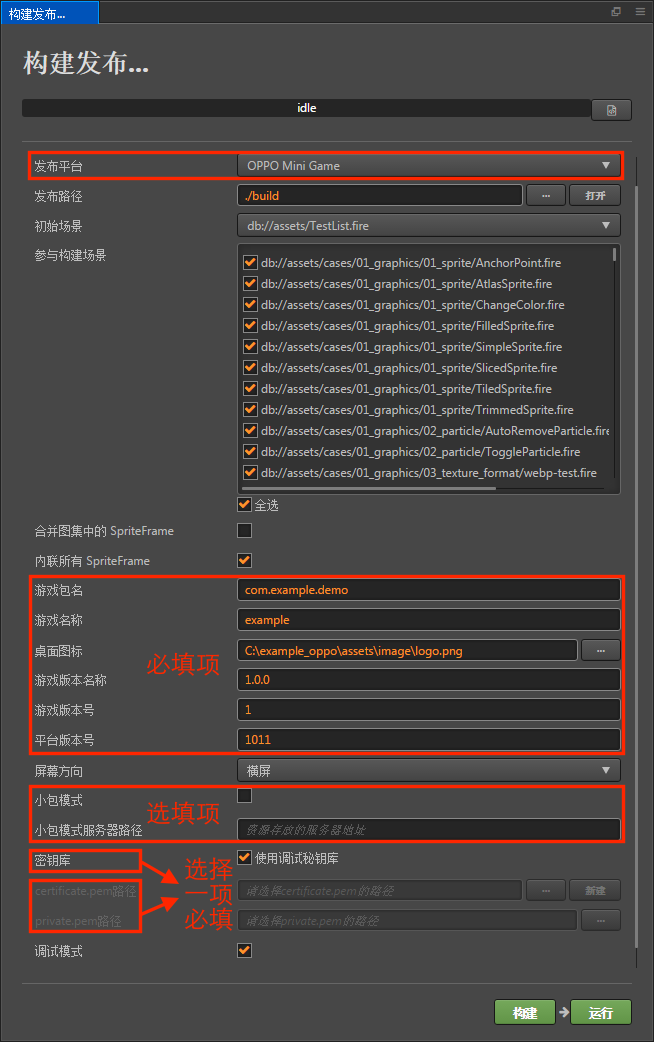 构建发布...
构建发布...
idle
发布平台 OPPO Mini Game
发布路径 ./build ... 打开
初始场景 db://assets/TestList.fire
参与构建场景
db://assets/cases/01_graphics/01_sprite/AnchorPoint.fire
db://assets/cases/01_graphics/01_sprite/AtlasSprite.fire
db://assets/cases/01_graphics/01_sprite/ChangeColor.fire
db://assets/cases/01_graphics/01_sprite/FilledSprite.fire
db://assets/cases/01_graphics/01_sprite/SimpleSprite.fire
db://assets/cases/01_graphics/01_sprite/SlicedSprite.fire
db://assets/cases/01_graphics/01_sprite/TiledSprite.fire
db://assets/cases/01_graphics/01_sprite/TrimmedSprite.fire
db://assets/cases/01_graphics/02_particle/AutoRemoveParticle.fire
db://assets/cases/01_graphics/02_particle/ToggleParticle.fire
db://assets/cases/01_graphics/03_texture_format/webp-test.fire
全选
合并图集中的 SpriteFrame
内联所有 SpriteFrame
游戏包名 com.example.demo
游戏名称 example
桌面图标 C:\example_oppo\assets\image\logo.png ...
必填项
游戏版本名称 1.0.0
游戏版本号 1
平台版本号 1011
屏幕方向 横屏
小包模式
选填项
小包模式服务器路径 资源存放的服务器地址
密钥库 使用调试秘钥库
选择
一项
必填
certificate.pem路径 请选择certificate.pem的路径 ... 新建
private.pem路径 请选择private.pem的路径 ...
调试模式
构建 运行